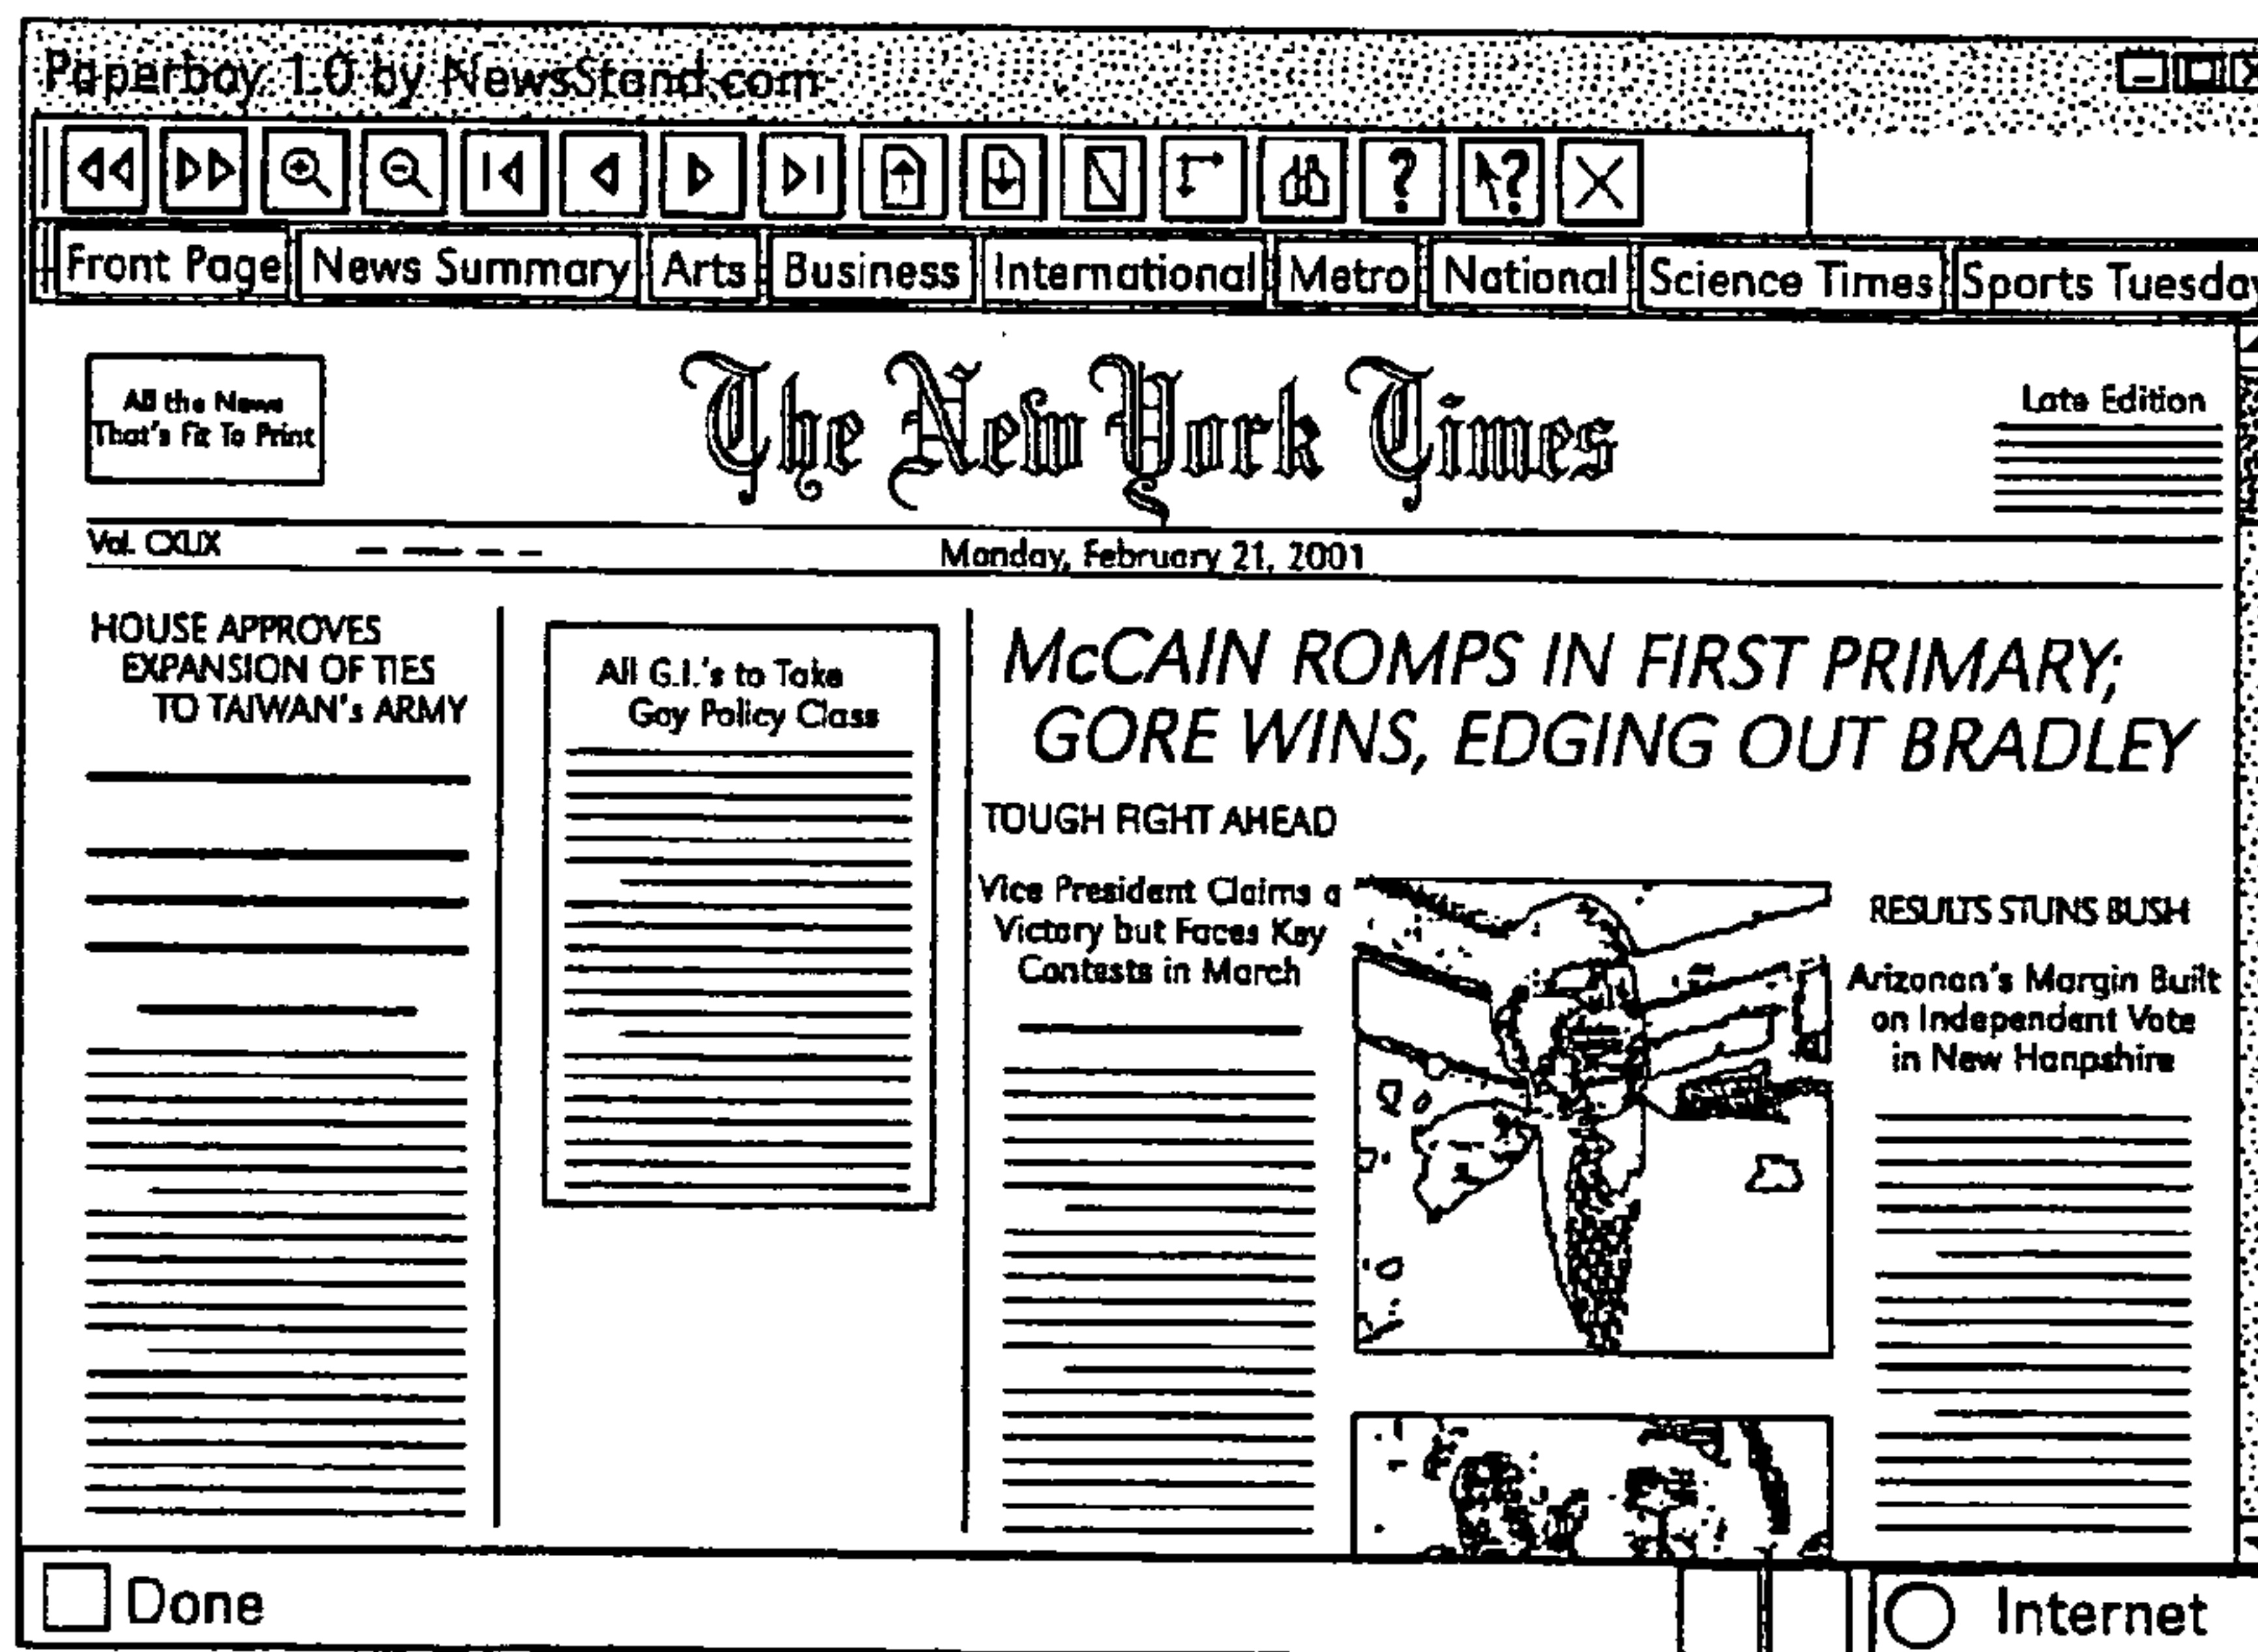 Paperboy 1.0 by NewsStand.com
Front Page News Summary Arts Business International Metro National Science Times Sports Tuesday
All the News
That's Fit To Print
The New York Times
Late Edition
Vol. CXLIX
Monday, February 21, 2001
HOUSE APPROVES
EXPANSION OF TIES
TO TAIWAN's ARMY
All G.I.'s to Take
Gay Policy Class
McCAIN ROMPS IN FIRST PRIMARY;
GORE WINS, EDGING OUT BRADLEY
TOUGH FIGHT AHEAD
Vice President Claims a
Victory but Faces Key
Contests in March
RESULTS STUNS BUSH
Arizonan's Margin Built
on Independent Vote
in New Hanpshire
Done
Internet